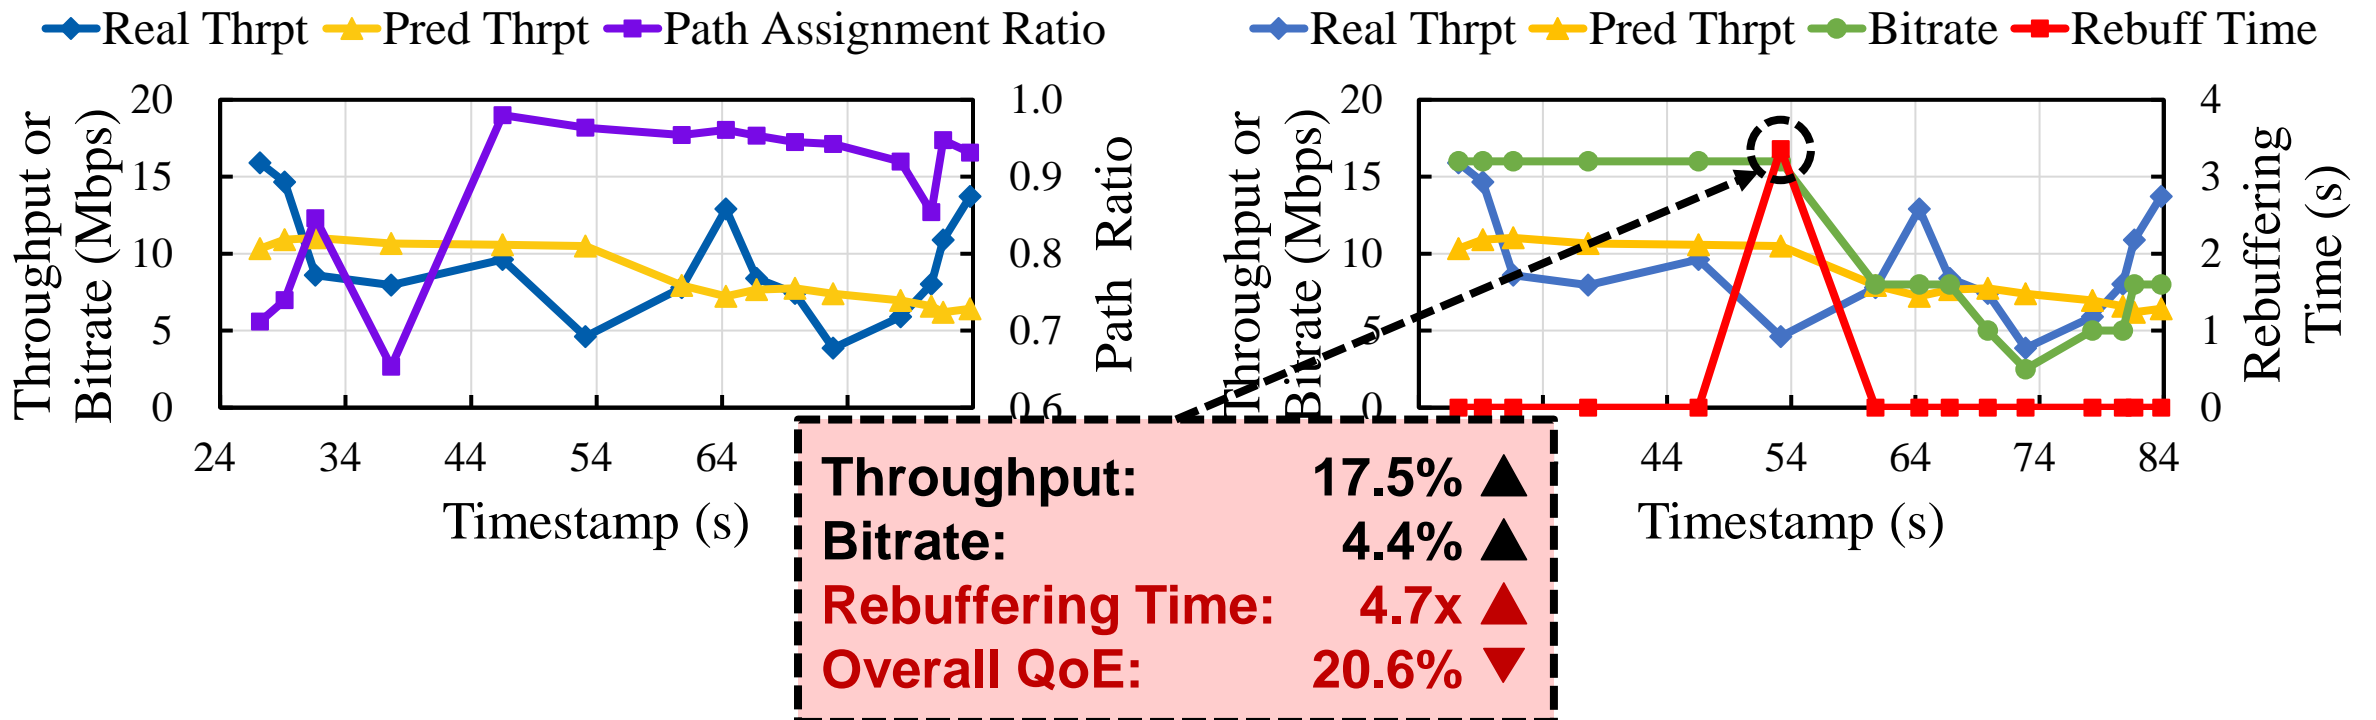 Real Thrpt Pred Thrpt Path Assignment Ratio
Throughput or
Bitrate (Mbps)
20
15
10
5
0
1.0
0.9
0.8
0.7
0.6
Path Ratio
24 34 44 54 64
Timestamp (s)
Real Thrpt Pred Thrpt Bitrate Rebuff Time
Throughput or
Bitrate (Mbps)
20
15
10
5
0
4
3
2
1
0
Rebuffering
Time (s)
44 54 64 74 84
Timestamp (s)
Throughput: 17.5% ▲
Bitrate: 4.4% ▲
Rebuffering Time: 4.7x ▲
Overall QoE: 20.6% ▼